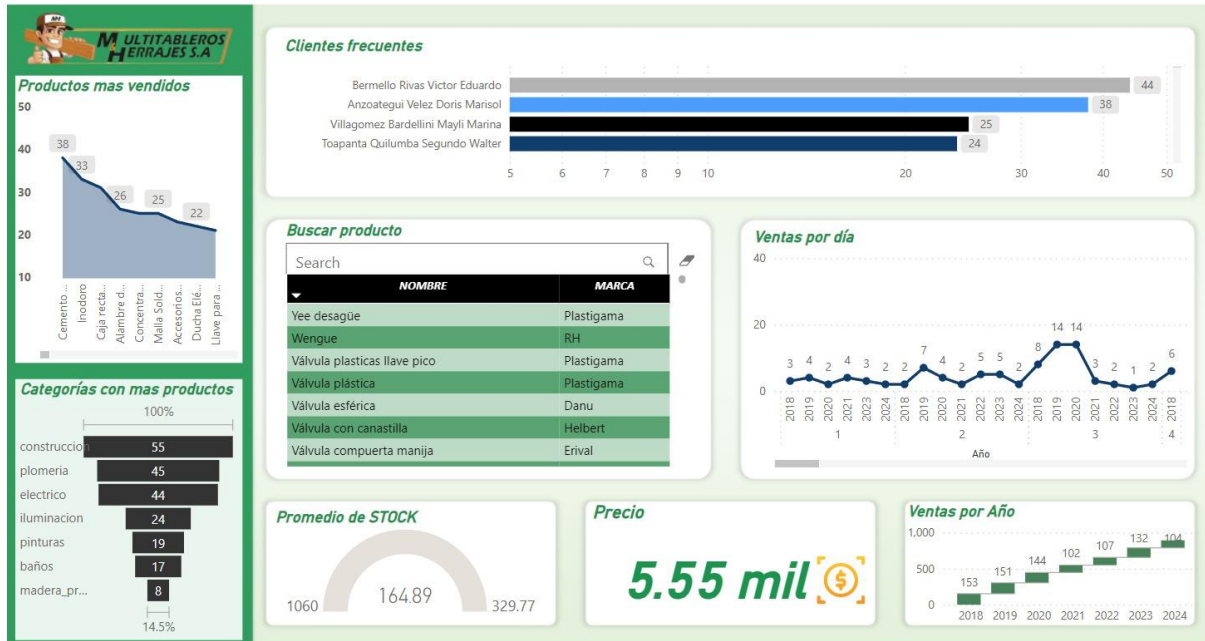 MH
MULTITABLEROS
HERRAJES S.A
Productos mas vendidos
50
40
30
20
10
38
33
26
25
22
Cemento ...
Inodoro
Caja recta...
Alambre d...
Concentra...
Malla Sold...
Accesorios...
Ducha Elé...
Llave para ...
Categorías con mas productos
100%
construccion 55
plomeria 45
electrico 44
iluminacion 24
pinturas 19
baños 17
madera_pr... 8
14.5%
Clientes frecuentes
Bermello Rivas Victor Eduardo 44
Anzoategui Velez Doris Marisol 38
Villagomez Bardellini Mayli Marina 25
Toapanta Quilumba Segundo Walter 24
5 6 7 8 9 10 20 30 40 50
Buscar producto
Search
NOMBRE MARCA
Yee desagüe Plastigama
Wengue RH
Válvula plasticas llave pico Plastigama
Válvula plástica Plastigama
Válvula esférica Danu
Válvula con canastilla Helbert
Válvula compuerta manija Erival
Ventas por día
40
20
0
3 4 2 4 3 2 2 7 4 2 5 5 2 8 14 14 3 2 1 2 6
2018 2019 2020 2021 2023 2024 2018 2019 2020 2021 2022 2023 2024 2018 2019 2020 2021 2022 2023 2024 2018
1 2 3 4
Año
Promedio de STOCK
1060 164.89 329.77
Precio
5.55 mil
$
Ventas por Año
1,000
500
0
153 151 144 102 107 132 104
2018 2019 2020 2021 2022 2023 2024